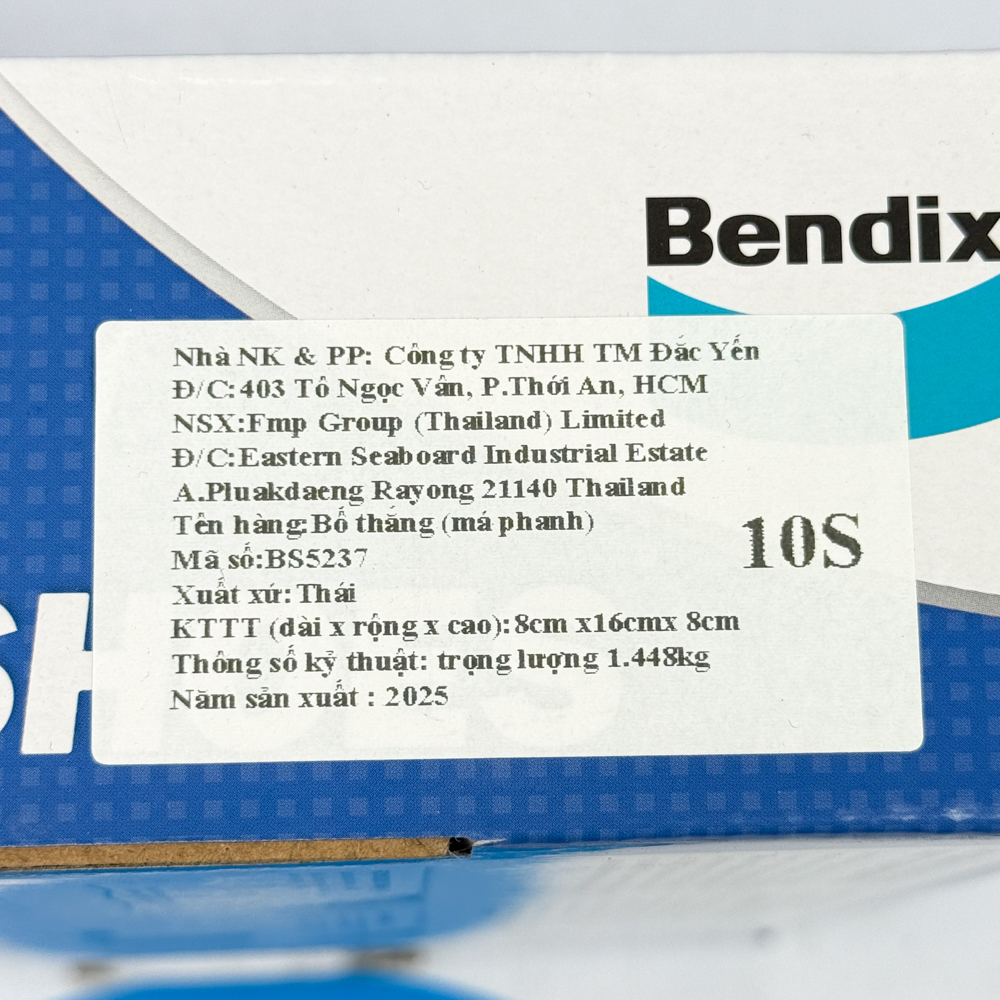 Bendix
Nhà NK & PP: Công ty TNHH TM Đắc Yến
Đ/C: 403 Tô Ngọc Vân, P.Thới An, HCM
NSX:Fmp Group (Thailand) Limited
Đ/C:Eastern Seaboard Industrial Estate
A.Pluakdaeng Rayong 21140 Thailand
Tên hàng:Bố thắng (má phanh)
10S
Mã số:BS5237
Xuất xứ: Thái
KTTT (dài x rộng x cao): 8cm x16cmx 8cm
Thông số kỹ thuật: trọng lượng 1.448kg
Năm sản xuất : 2025
SHOES